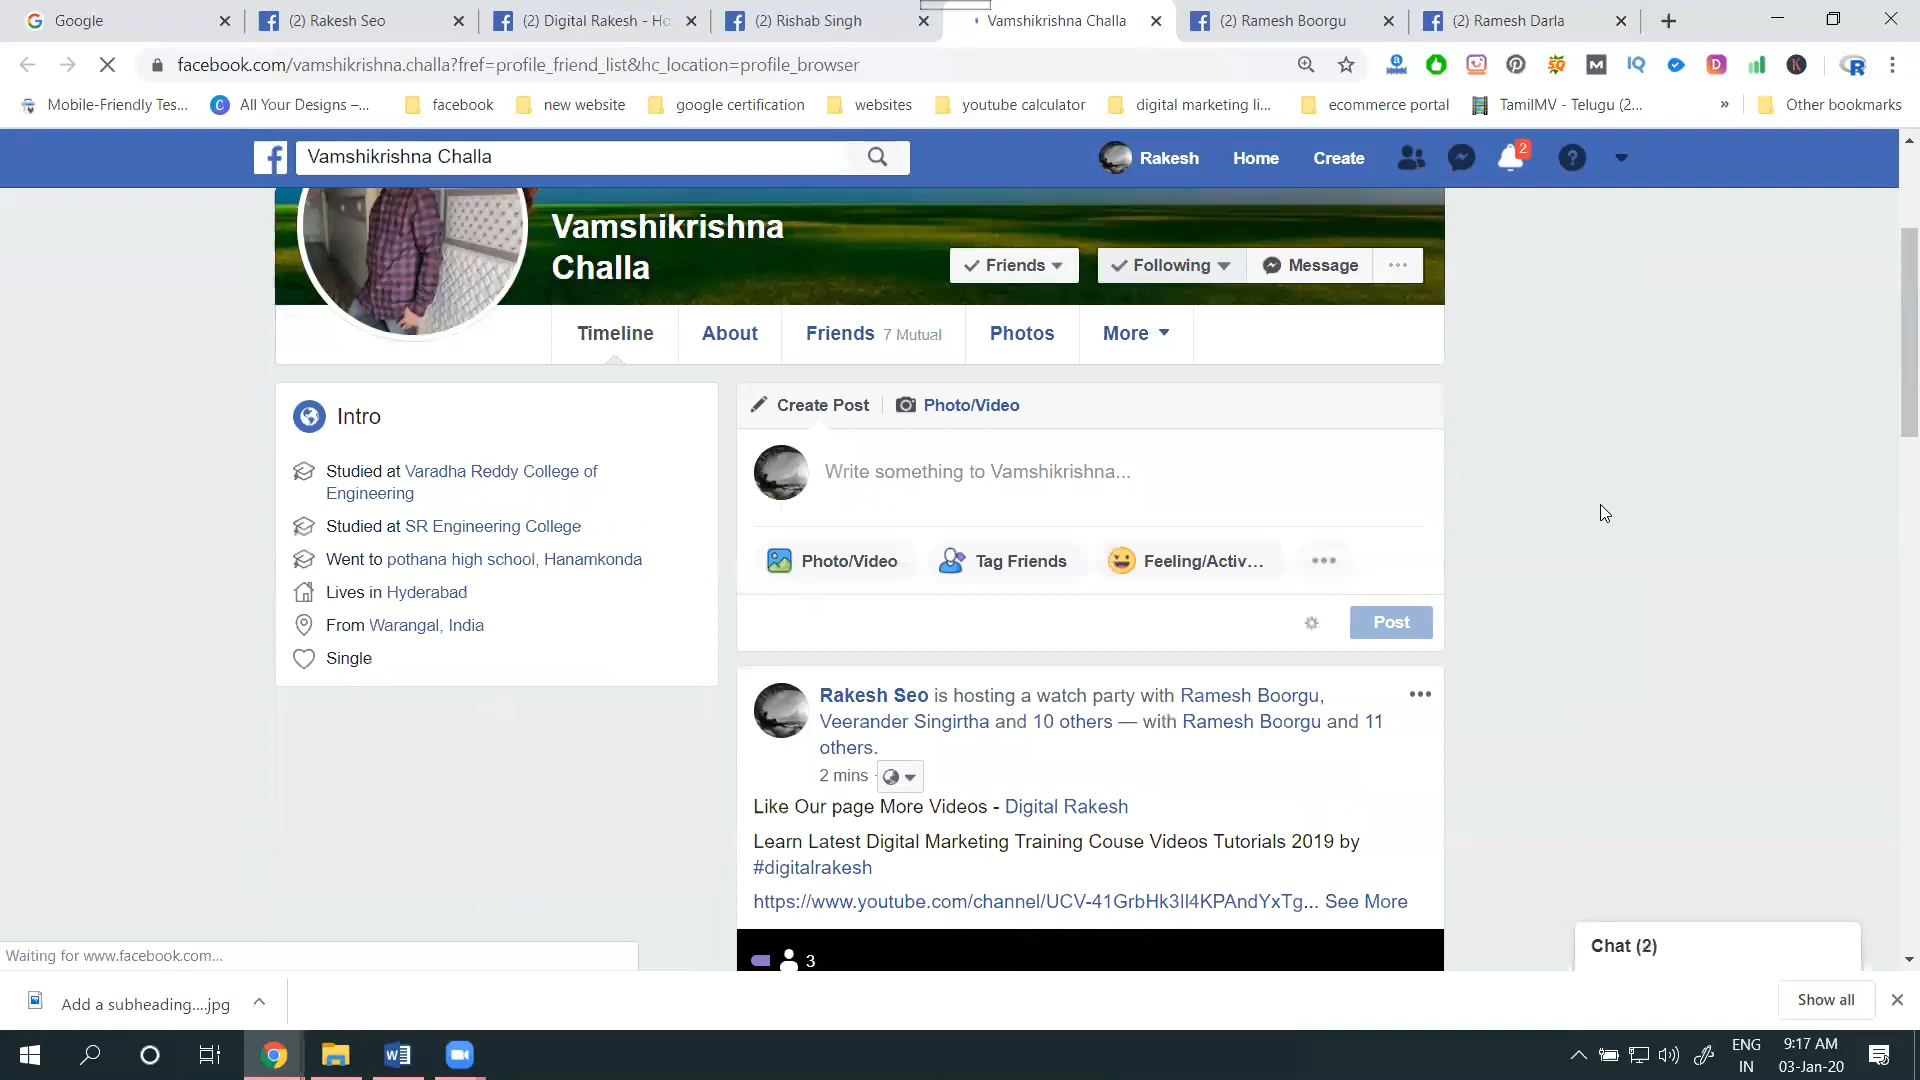 Google
(2) Rakesh Seo
(2) Digital Rakesh - Ho
(2) Rishab Singh
Vamshikrishna Challa
(2) Ramesh Boorgu
(2) Ramesh Darla
facebook.com/vamshikrishna.challa?fref=profile_friend_list&hc_location=profile_browser
Mobile-Friendly Tes...
All Your Designs –...
facebook
new website
google certification
websites
youtube calculator
digital marketing li...
ecommerce portal
TamilMV - Telugu (2...
»
Other bookmarks
Vamshikrishna Challa
Rakesh
Home
Create
2
Vamshikrishna
Challa
Friends
Following
Message
Timeline
About
Friends 7 Mutual
Photos
More
Intro
Studied at Varadha Reddy College of
Engineering
Studied at SR Engineering College
Went to pothana high school, Hanamkonda
Lives in Hyderabad
From Warangal, India
Single
Create Post
Photo/Video
Write something to Vamshikrishna...
Photo/Video
Tag Friends
Feeling/Activ...
Post
Rakesh Seo is hosting a watch party with Ramesh Boorgu,
Veerander Singirtha and 10 others — with Ramesh Boorgu and 11
others.
2 mins ·
Like Our page More Videos - Digital Rakesh
Learn Latest Digital Marketing Training Couse Videos Tutorials 2019 by
#digitalrakesh
https://www.youtube.com/channel/UCV-41GrbHk3Il4KPAndYxTg... See More
3
Chat (2)
Waiting for www.facebook.com...
Add a subheading....jpg
Show all
ENG
IN
9:17 AM
03-Jan-20